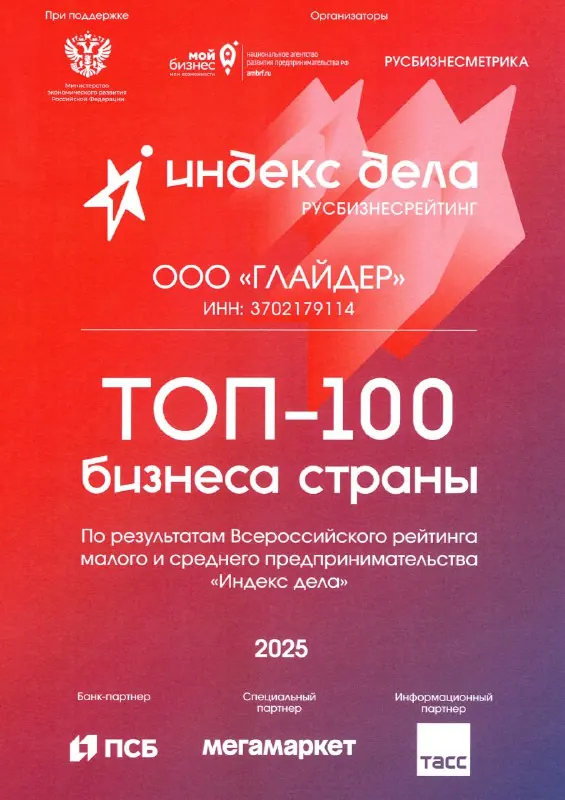 При поддержке
Организаторы
Министерство
экономического развития
Российской Федерации
мой
бизнес
мои возможности
национальное агентство
развития предпринимательства РФ
ambrf.ru
РУСБИЗНЕСМЕТРИКА
индекс дела
РУСБИЗНЕСРЕЙТИНГ
ООО «ГЛАЙДЕР»
ИНН: 3702179114
ТОП-100
бизнеса страны
По результатам Всероссийского рейтинга
малого и среднего предпринимательства
«Индекс дела»
2025
Банк-партнер
Специальный
партнер
Информационный
партнер
ПСБ
мегамаркет
ТАСС